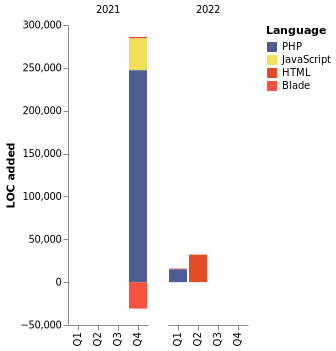 2021
2022
LOC added
300,000
250,000
200,000
150,000
100,000
50,000
0
−50,000
Q1
Q2
Q3
Q4
Q1
Q2
Q3
Q4
Language
PHP
JavaScript
HTML
Blade